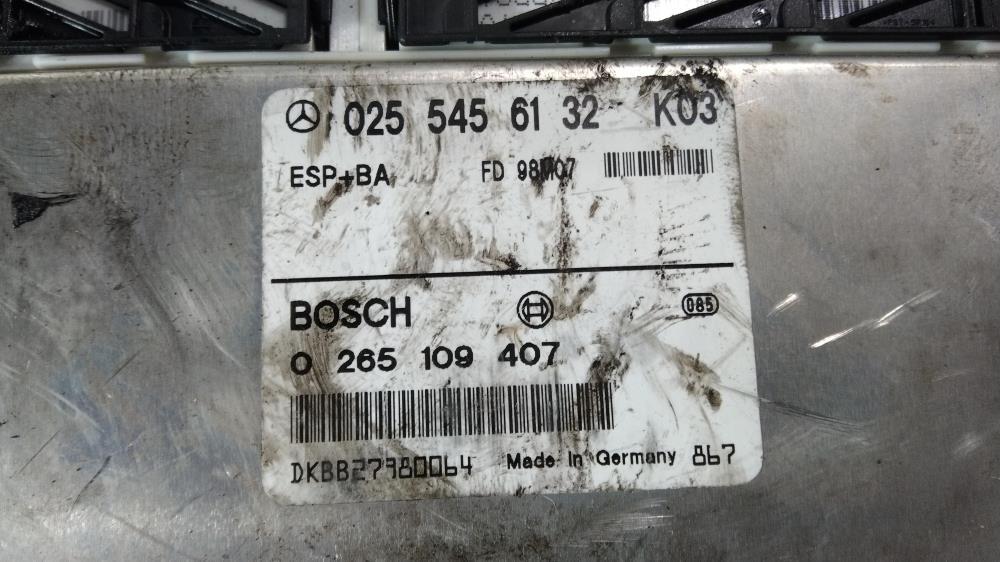 025 545 61 32 K03
ESP+BA FD 98M07
BOSCH 085
0 265 109 407
DKBB27980064 Made In Germany 867